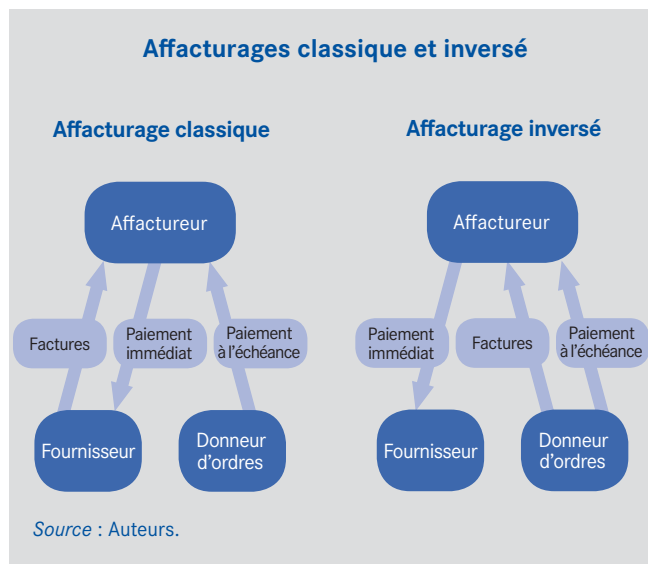 Affacturages classique et inversé
Affacturage classique
Affactureur
Factures
Paiement
immédiat
Paiement
à l'échéance
Fournisseur
Donneur
d'ordres
Affacturage inversé
Affactureur
Paiement
immédiat
Factures
Paiement
à l'échéance
Fournisseur
Donneur
d'ordres
Source : Auteurs.